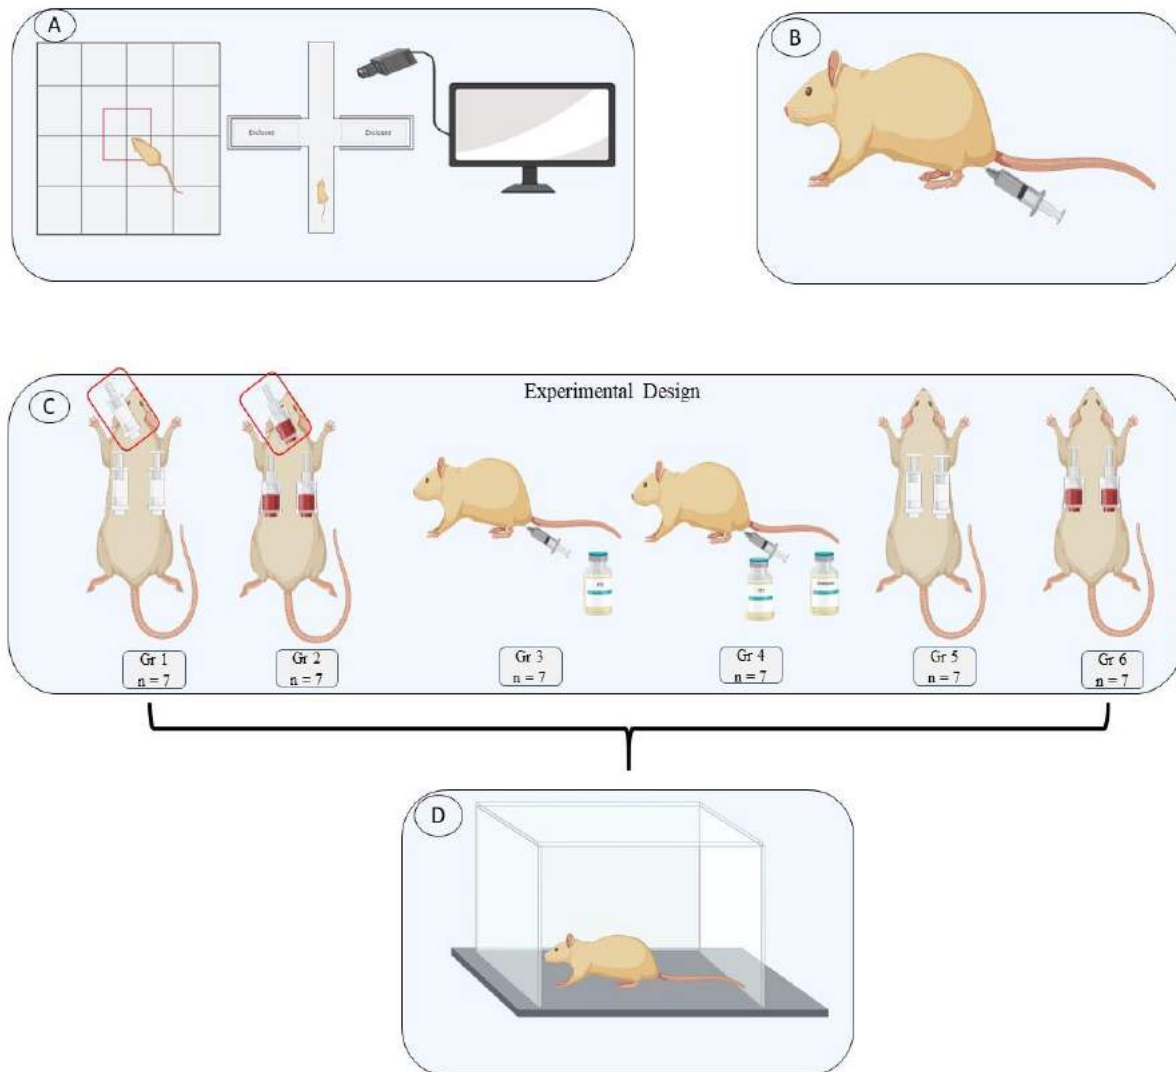 A
Enclosed
Enclosed
B
C
Experimental Design
Gr 1
n = 7
Gr 2
n = 7
Gr 3
n = 7
Gr 4
n = 7
Gr 5
n = 7
Gr 6
n = 7
D